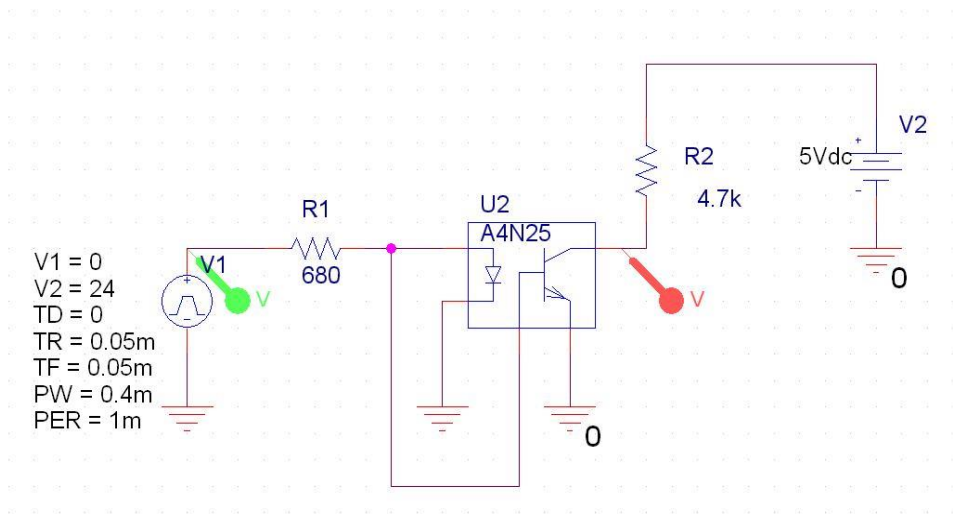 V2
R2
5Vdc
+
-
4.7k
R1
U2
A4N25
V1 = 0
V1
680
V2 = 24
+
-
V
V
0
TD = 0
TR = 0.05m
TF = 0.05m
PW = 0.4m
PER = 1m
0